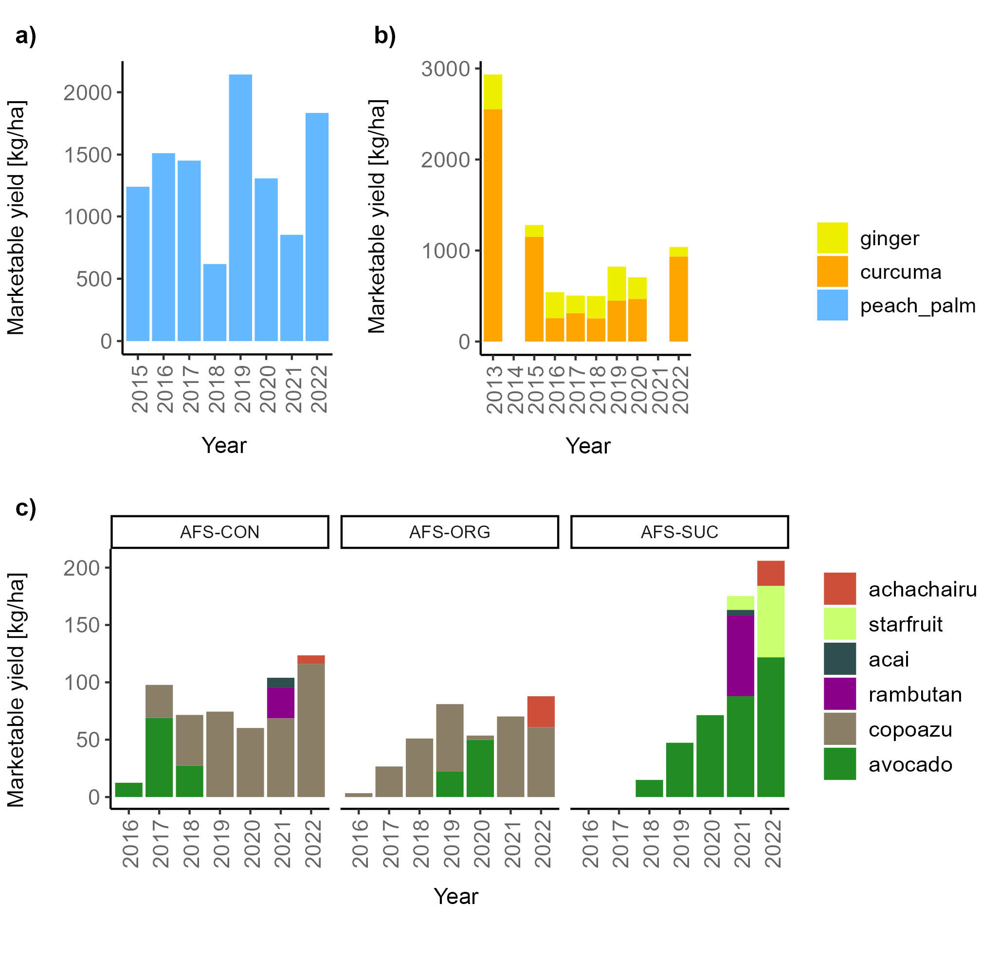 a)
Marketable yield [kg/ha]
2000
1500
1000
500
0
2015
2016
2017
2018
2019
2020
2021
2022
Year
b)
Marketable yield [kg/ha]
3000
2000
1000
0
2013
2014
2015
2016
2017
2018
2019
2020
2021
2022
Year
ginger
curcuma
peach_palm
c)
AFS-CON
AFS-ORG
AFS-SUC
Marketable yield [kg/ha]
200
150
100
50
0
2016
2017
2018
2019
2020
2021
2022
2016
2017
2018
2019
2020
2021
2022
2016
2017
2018
2019
2020
2021
2022
Year
achachairu
starfruit
acai
rambutan
copoazu
avocado